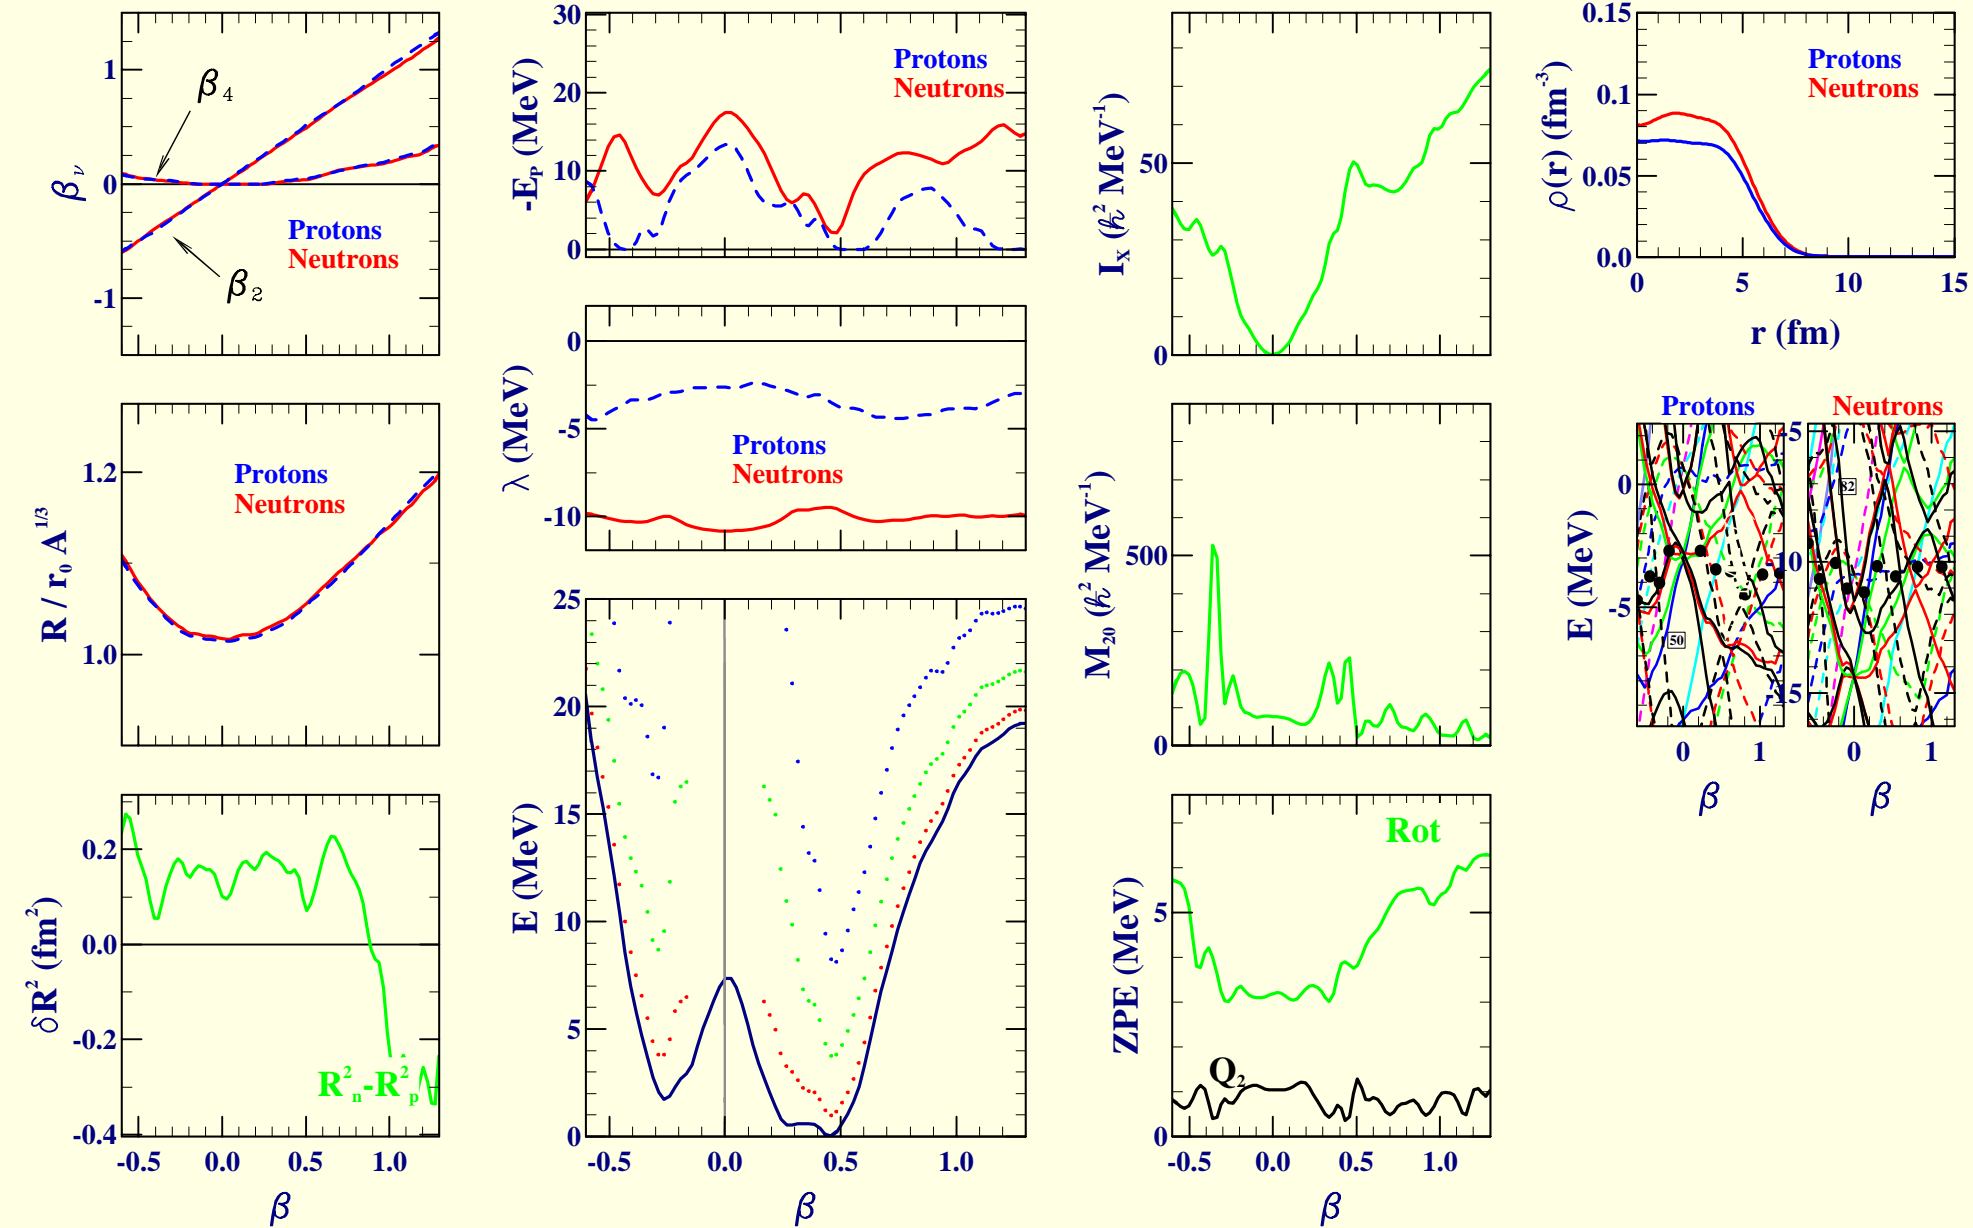 1
0
-1
β ν
β 4
β 2
Protons
Neutrons
1.2
1.0
R / r0 A 1/3
Protons
Neutrons
0.2
0.0
-0.2
-0.4
δR2 (fm2)
R2n-R2p
-0.5 0.0 0.5 1.0
β
30
20
10
0
-EP (MeV)
Protons
Neutrons
0
-5
-10
λ (MeV)
Protons
Neutrons
25
20
15
10
5
0
E (MeV)
-0.5 0.0 0.5 1.0
β
50
0
Ix (ℏ2 MeV-1)
500
0
M20 (ℏ2 MeV-1)
5
0
ZPE (MeV)
Rot
Q2
-0.5 0.0 0.5 1.0
β
0.15
0.1
0.05
0.0
ρ(r) (fm-3)
Protons
Neutrons
0 5 10 15
r (fm)
Protons Neutrons
0
-5
E (MeV)
50
-5
-10
-15
82
0 1 0 1
β β